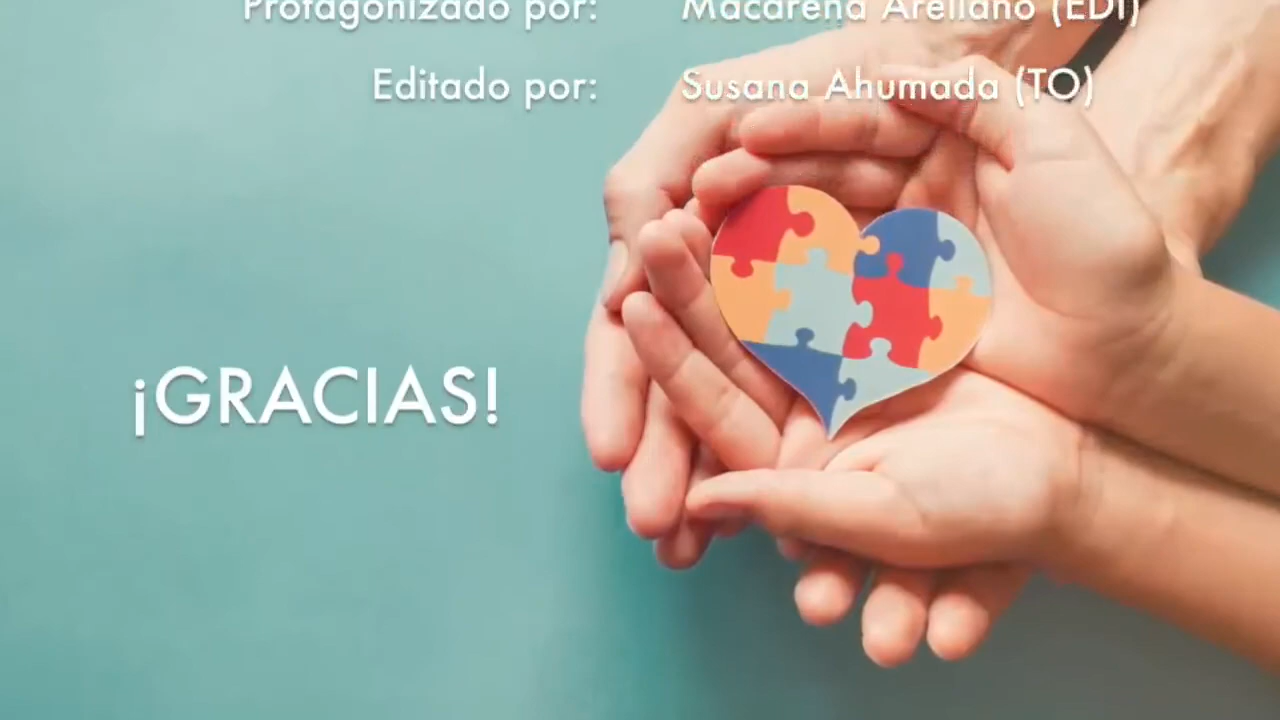 Protagonizado por: Macarena Arellano (EDI)
Editado por: Susana Ahumada (TO)
¡GRACIAS!